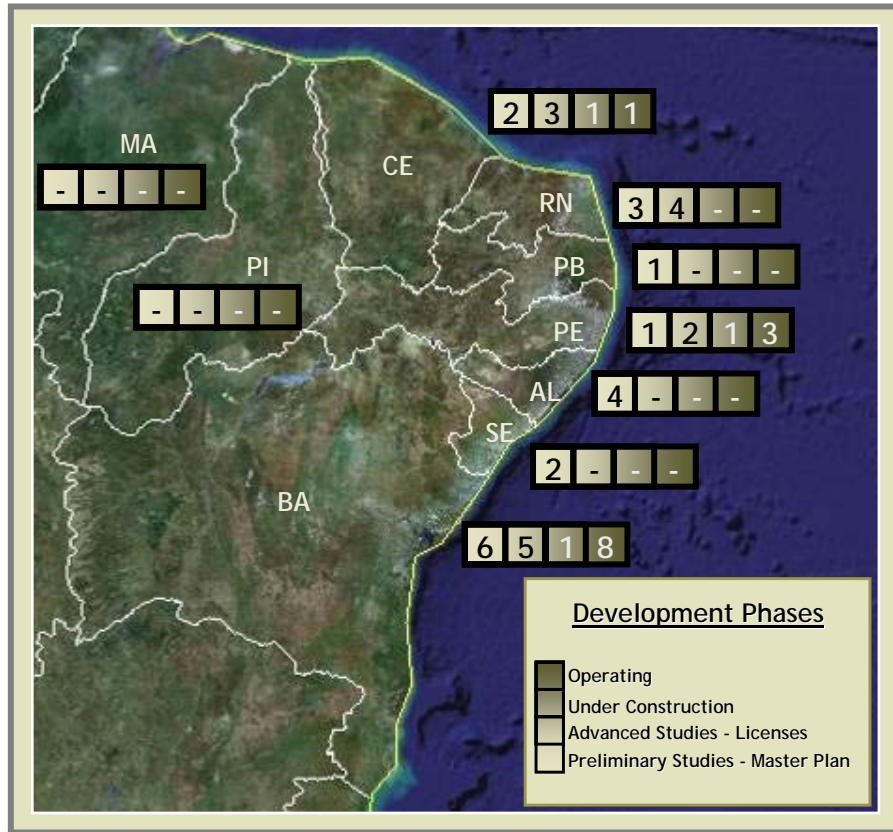 2 3 1 1
MA
CE
- - - -
RN
3 4 - -
PI
PB
1 - - -
- - - -
PE
1 2 1 3
AL
4 - - -
SE
2 - - -
BA
6 5 1 8
Development Phases
Operating
Under Construction
Advanced Studies - Licenses
Preliminary Studies - Master Plan